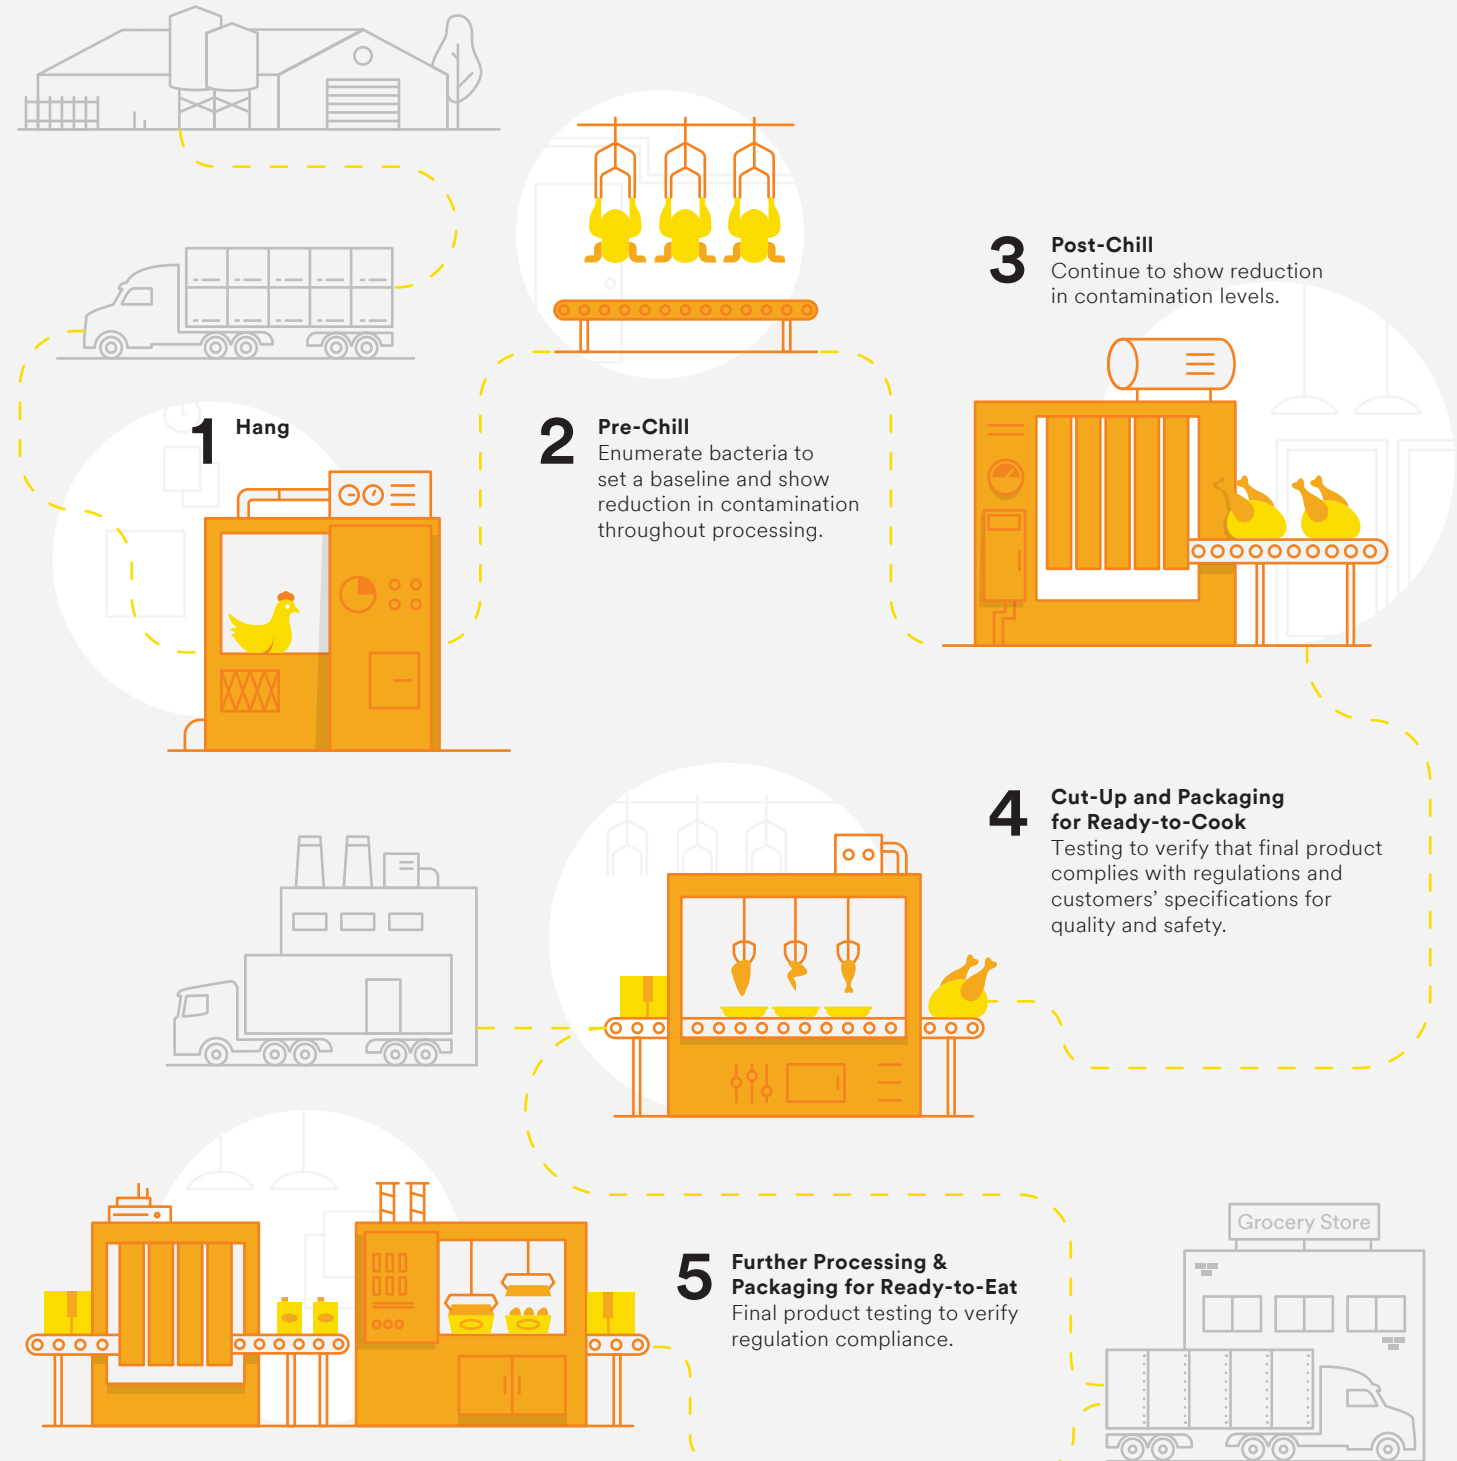 1
Hang
2
Pre-Chill
Enumerate bacteria to
set a baseline and show
reduction in contamination
throughout processing.
3
Post-Chill
Continue to show reduction
in contamination levels.
4
Cut-Up and Packaging
for Ready-to-Cook
Testing to verify that final product
complies with regulations and
customers’ specifications for
quality and safety.
5
Further Processing &
Packaging for Ready-to-Eat
Final product testing to verify
regulation compliance.
Grocery Store